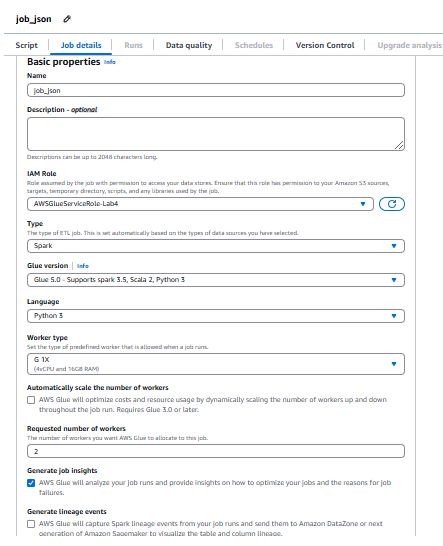 job_json
Script Job details Runs Data quality Schedules Version Control Upgrade analysis
Basic properties Info
Name
job_json
Description - optional
Descriptions can be up to 2048 characters long.
IAM Role
Role assumed by the job with permission to access your data stores. Ensure that this role has permission to your Amazon S3 sources,
targets, temporary directory, scripts, and any libraries used by the job.
AWSGlueServiceRole-Lab4
Type
The type of ETL job. This is set automatically based on the types of data sources you have selected.
Spark
Glue version Info
Glue 5.0 - Supports spark 3.5, Scala 2, Python 3
Language
Python 3
Worker type
Set the type of predefined worker that is allowed when a job runs.
G 1X
(4vCPU and 16GB RAM)
Automatically scale the number of workers
AWS Glue will optimize costs and resource usage by dynamically scaling the number of workers up and down
throughout the job run. Requires Glue 3.0 or later.
Requested number of workers
The number of workers you want AWS Glue to allocate to this job.
2
Generate job insights
AWS Glue will analyze your job runs and provide insights on how to optimize your jobs and the reasons for job
failures.
Generate lineage events
AWS Glue will capture Spark lineage events from your job runs and send them to Amazon DataZone or next
generation of Amazon Sagemaker to visualize the table and column lineage.